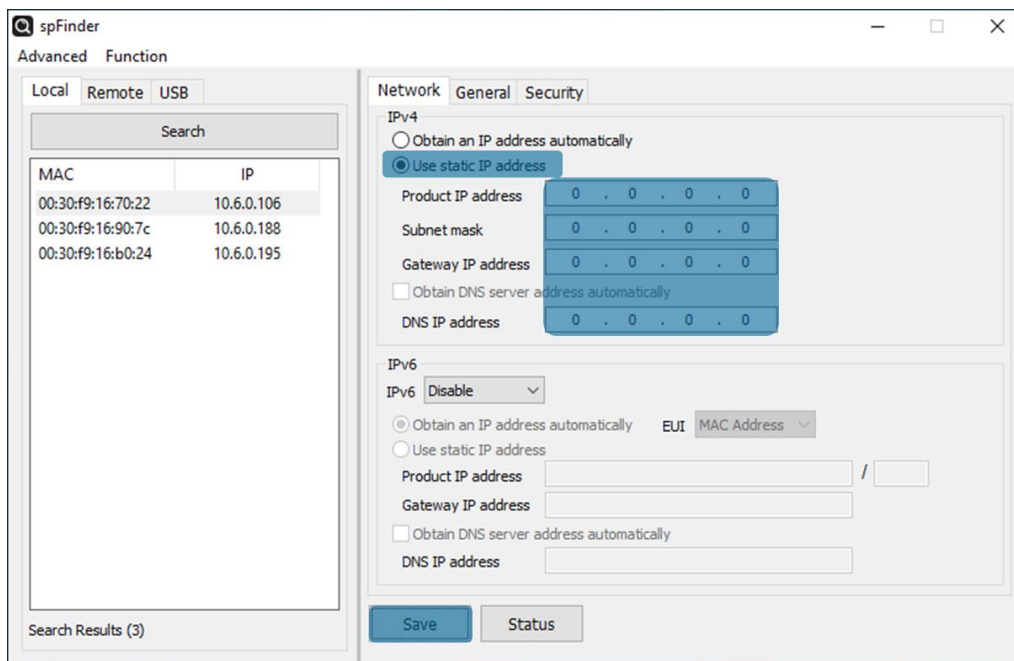 spFinder
Advanced Function
Local Remote USB
Search
MAC IP
00:30:f9:16:70:22 10.6.0.106
00:30:f9:16:90:7c 10.6.0.188
00:30:f9:16:b0:24 10.6.0.195
Search Results (3)
Network General Security
IPv4
Obtain an IP address automatically
Use static IP address
Product IP address 0 . 0 . 0 . 0
Subnet mask 0 . 0 . 0 . 0
Gateway IP address 0 . 0 . 0 . 0
Obtain DNS server address automatically
DNS IP address 0 . 0 . 0 . 0
IPv6
IPv6 Disable
Obtain an IP address automatically EUI MAC Address
Use static IP address
Product IP address /
Gateway IP address
Obtain DNS server address automatically
DNS IP address
Save Status